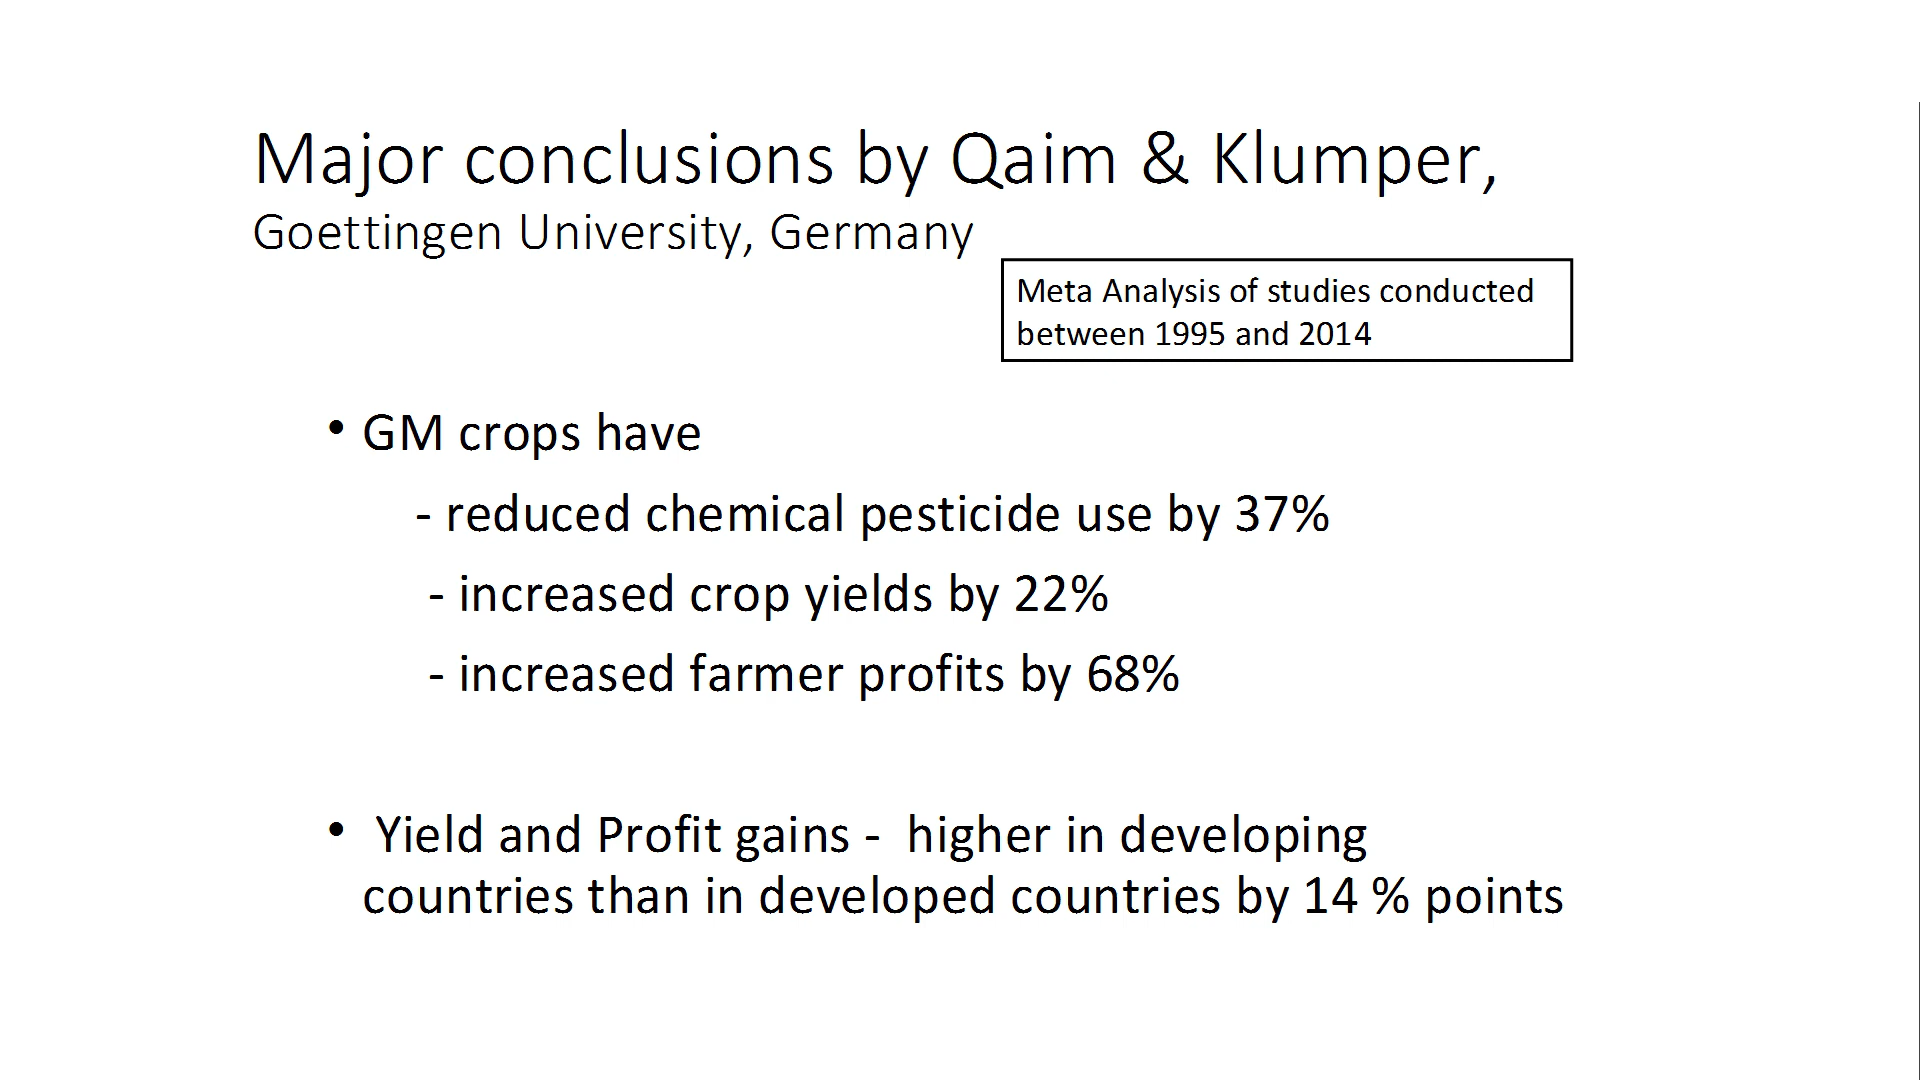 Major conclusions by Qaim & Klumper,
Goettingen University, Germany
Meta Analysis of studies conducted
between 1995 and 2014
• GM crops have
- reduced chemical pesticide use by 37%
- increased crop yields by 22%
- increased farmer profits by 68%
• Yield and Profit gains - higher in developing
countries than in developed countries by 14 % points